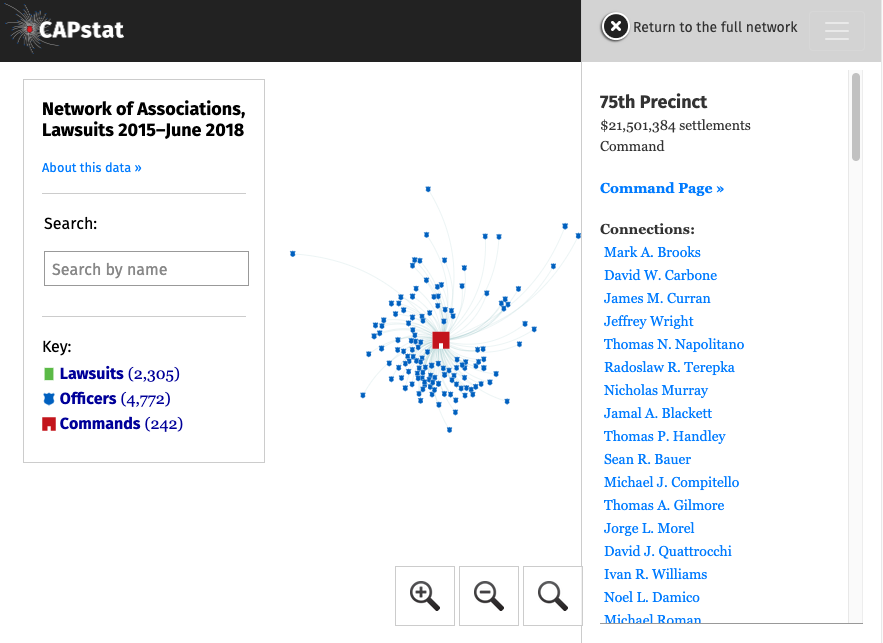 CAPstat
Return to the full network
Network of Associations,
Lawsuits 2015–June 2018
About this data »
Search:
Search by name
Key:
Lawsuits (2,305)
Officers (4,772)
Commands (242)
75th Precinct
$21,501,384 settlements
Command
Command Page »
Connections:
Mark A. Brooks
David W. Carbone
James M. Curran
Jeffrey Wright
Thomas N. Napolitano
Radoslaw R. Terepka
Nicholas Murray
Jamal A. Blackett
Thomas P. Handley
Sean R. Bauer
Michael J. Compitello
Thomas A. Gilmore
Jorge L. Morel
David J. Quattrocchi
Ivan R. Williams
Noel L. Damico
Michael Roman